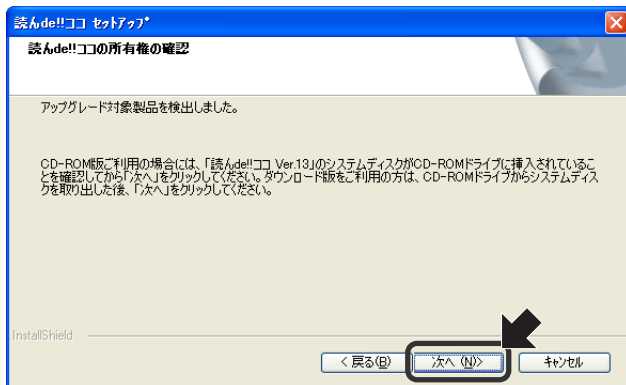 読んde!!ココ セットアップ
読んde!!ココの所有権の確認
アップグレード対象製品を検出しました。
CD-ROM版ご利用の場合には、「読んde!!ココ Ver.13」のシステムディスクがCD-ROMドライブに挿入されているこ
とを確認してから「次へ」をクリックしてください。ダウンロード版をご利用の方は、CD-ROMドライブからシステムディス
クを取り出した後、「次へ」をクリックしてください。
InstallShield
< 戻る(B) 次へ (N)> キャンセル